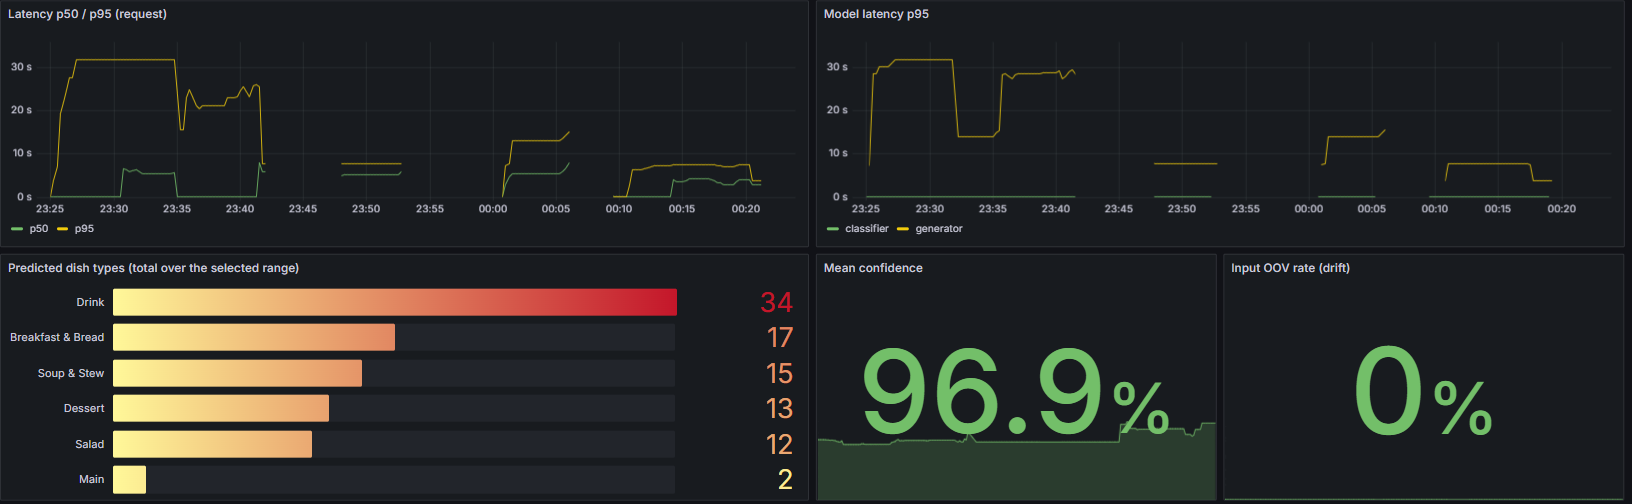 Latency p50 / p95 (request)
30 s
20 s
10 s
0 s
23:25 23:30 23:35 23:40 23:45 23:50 23:55 00:00 00:05 00:10 00:15 00:20
p50 p95
Model latency p95
30 s
20 s
10 s
0 s
23:25 23:30 23:35 23:40 23:45 23:50 23:55 00:00 00:05 00:10 00:15 00:20
classifier generator
Predicted dish types (total over the selected range)
Drink 34
Breakfast & Bread 17
Soup & Stew 15
Dessert 13
Salad 12
Main 2
Mean confidence
96.9%
Input OOV rate (drift)
0%